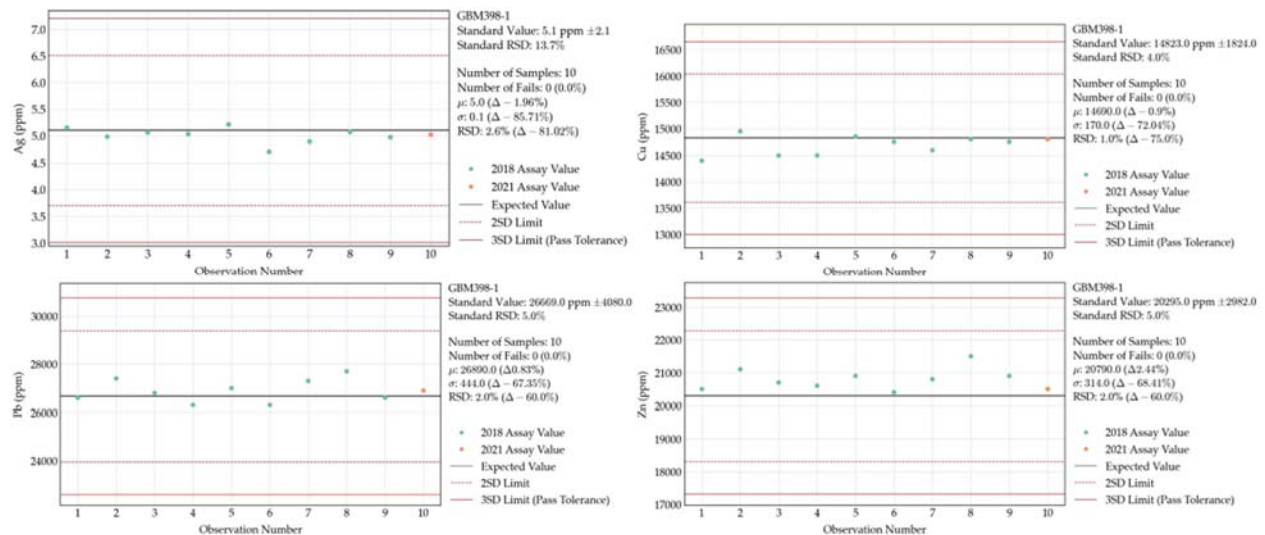 GBM398-1
Standard Value: 5.1 ppm ±2.1
Standard RSD: 13.7%
Number of Samples: 10
Number of Fails: 0 (0.0%)
μ: 5.0 (Δ − 1.96%)
σ: 0.1 (Δ − 85.71%)
RSD: 2.6% (Δ − 81.02%)
2018 Assay Value
2021 Assay Value
Expected Value
2SD Limit
3SD Limit (Pass Tolerance)
Ag (ppm)
7.0
6.5
6.0
5.5
5.0
4.5
4.0
3.5
3.0
1 2 3 4 5 6 7 8 9 10
Observation Number
GBM398-1
Standard Value: 14823.0 ppm ±1824.0
Standard RSD: 4.0%
Number of Samples: 10
Number of Fails: 0 (0.0%)
μ: 14690.0 (Δ − 0.9%)
σ: 170.0 (Δ − 72.04%)
RSD: 1.0% (Δ − 75.0%)
2018 Assay Value
2021 Assay Value
Expected Value
2SD Limit
3SD Limit (Pass Tolerance)
Cu (ppm)
16500
16000
15500
15000
14500
14000
13500
13000
1 2 3 4 5 6 7 8 9 10
Observation Number
GBM398-1
Standard Value: 26669.0 ppm ±4080.0
Standard RSD: 5.0%
Number of Samples: 10
Number of Fails: 0 (0.0%)
μ: 26890.0 (Δ0.83%)
σ: 444.0 (Δ − 67.35%)
RSD: 2.0% (Δ − 60.0%)
2018 Assay Value
2021 Assay Value
Expected Value
2SD Limit
3SD Limit (Pass Tolerance)
Pb (ppm)
30000
28000
26000
24000
1 2 3 4 5 6 7 8 9 10
Observation Number
GBM398-1
Standard Value: 20295.0 ppm ±2982.0
Standard RSD: 5.0%
Number of Samples: 10
Number of Fails: 0 (0.0%)
μ: 20790.0 (Δ2.44%)
σ: 314.0 (Δ − 68.41%)
RSD: 2.0% (Δ − 60.0%)
2018 Assay Value
2021 Assay Value
Expected Value
2SD Limit
3SD Limit (Pass Tolerance)
Zn (ppm)
23000
22000
21000
20000
19000
18000
17000
1 2 3 4 5 6 7 8 9 10
Observation Number